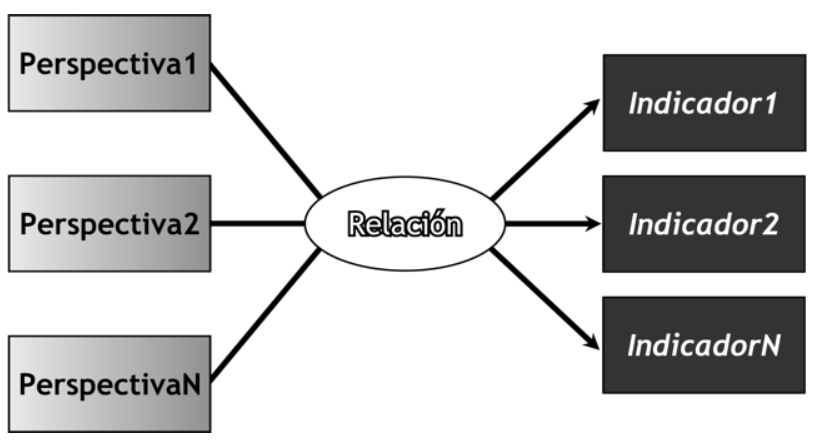 Perspectiva1
Perspectiva2
PerspectivaN
Relación
Indicador1
Indicador2
IndicadorN